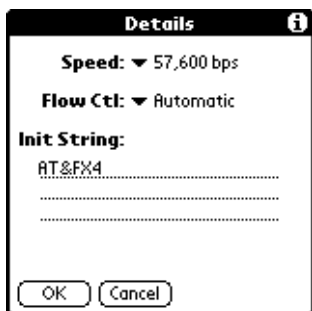 Details
Speed: 57,600 bps
Flow Ctl: Automatic
Init String:
AT&FX4
OK Cancel